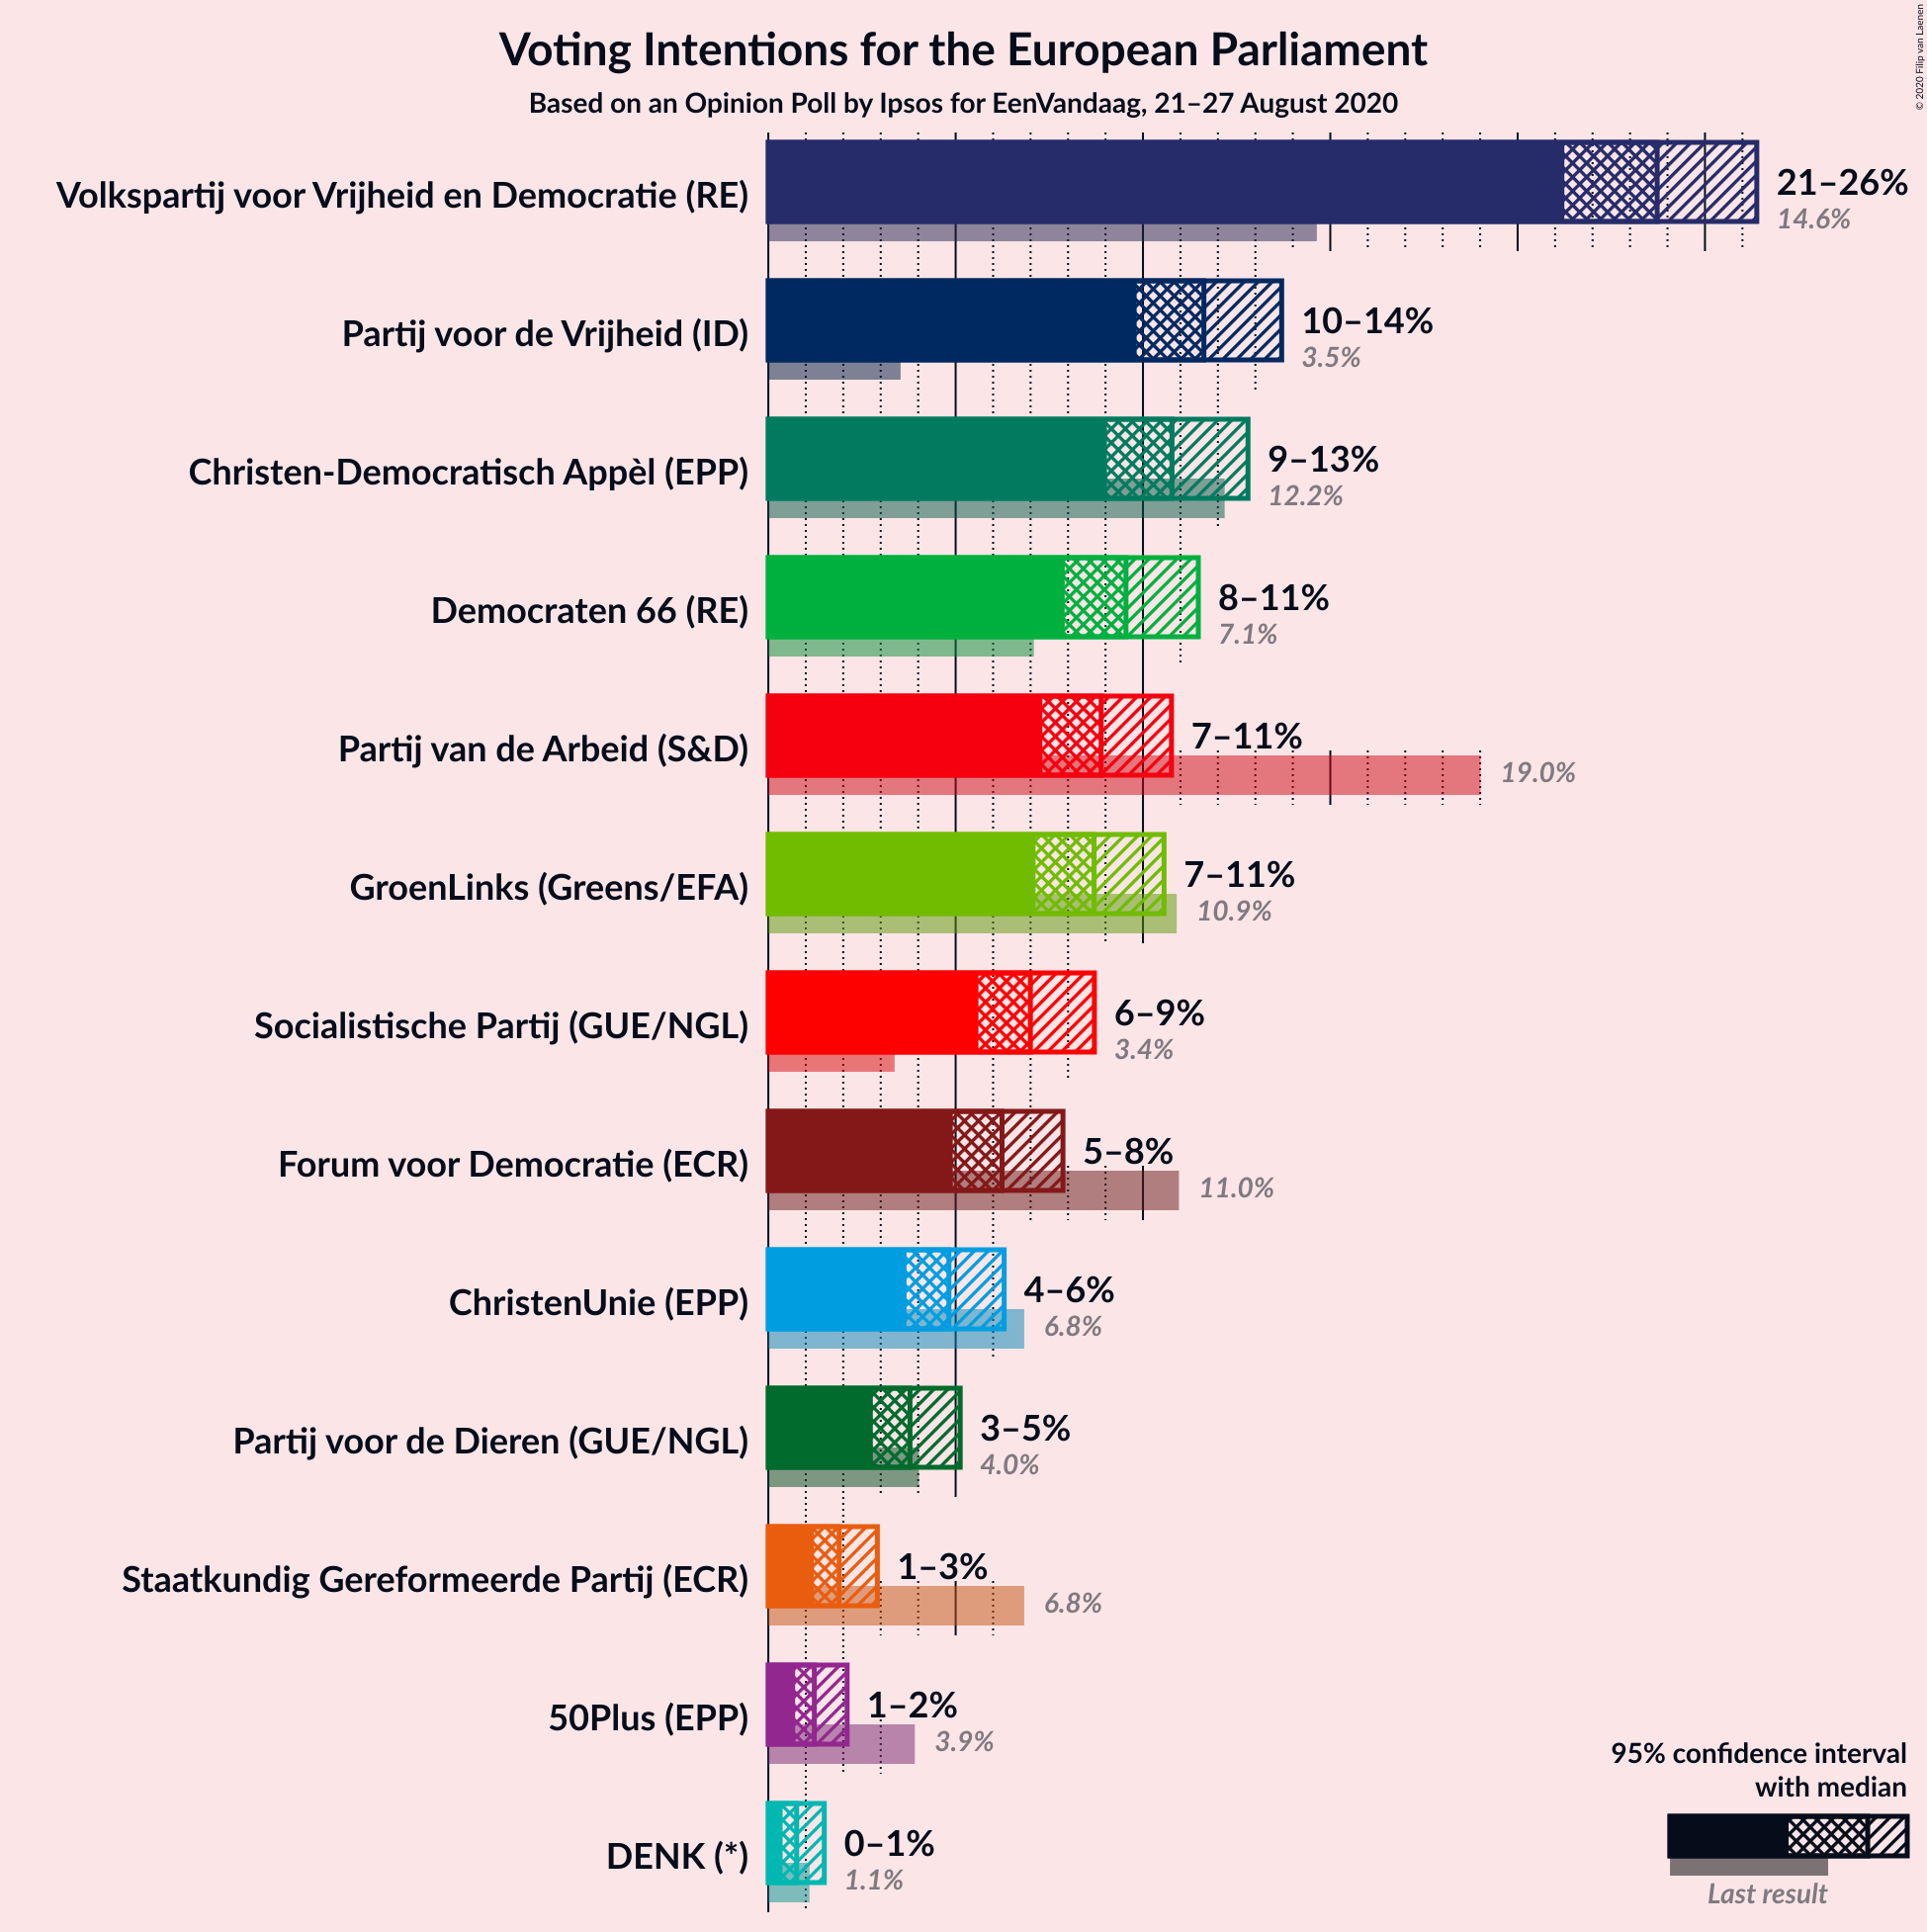 Voting Intentions for the European Parliament
Based on an Opinion Poll by Ipsos for EenVandaag, 21–27 August 2020
© 2020 Filip van Laenen
Volkspartij voor Vrijheid en Democratie (RE)
21–26%
14.6%
Partij voor de Vrijheid (ID)
10–14%
3.5%
Christen-Democratisch Appèl (EPP)
9–13%
12.2%
Democraten 66 (RE)
8–11%
7.1%
Partij van de Arbeid (S&D)
7–11%
19.0%
GroenLinks (Greens/EFA)
7–11%
10.9%
Socialistische Partij (GUE/NGL)
6–9%
3.4%
Forum voor Democratie (ECR)
5–8%
11.0%
ChristenUnie (EPP)
4–6%
6.8%
Partij voor de Dieren (GUE/NGL)
3–5%
4.0%
Staatkundig Gereformeerde Partij (ECR)
1–3%
6.8%
50Plus (EPP)
1–2%
3.9%
DENK (*)
0–1%
1.1%
95% confidence interval
with median
Last result